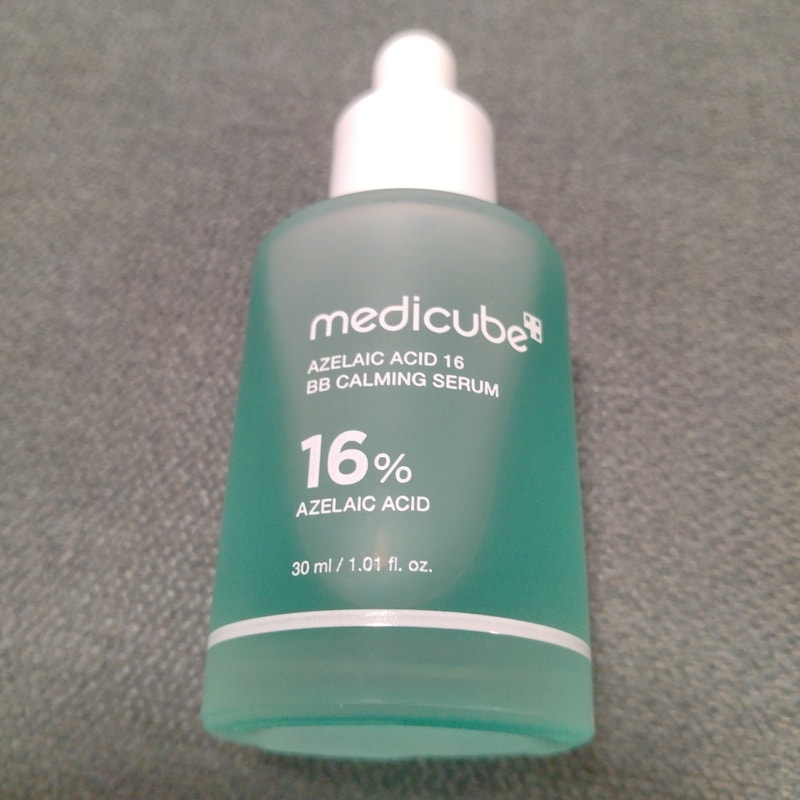 medicube
AZELAIC ACID 16
BB CALMING SERUM
16%
AZELAIC ACID
30 ml / 1.01 fl. oz.